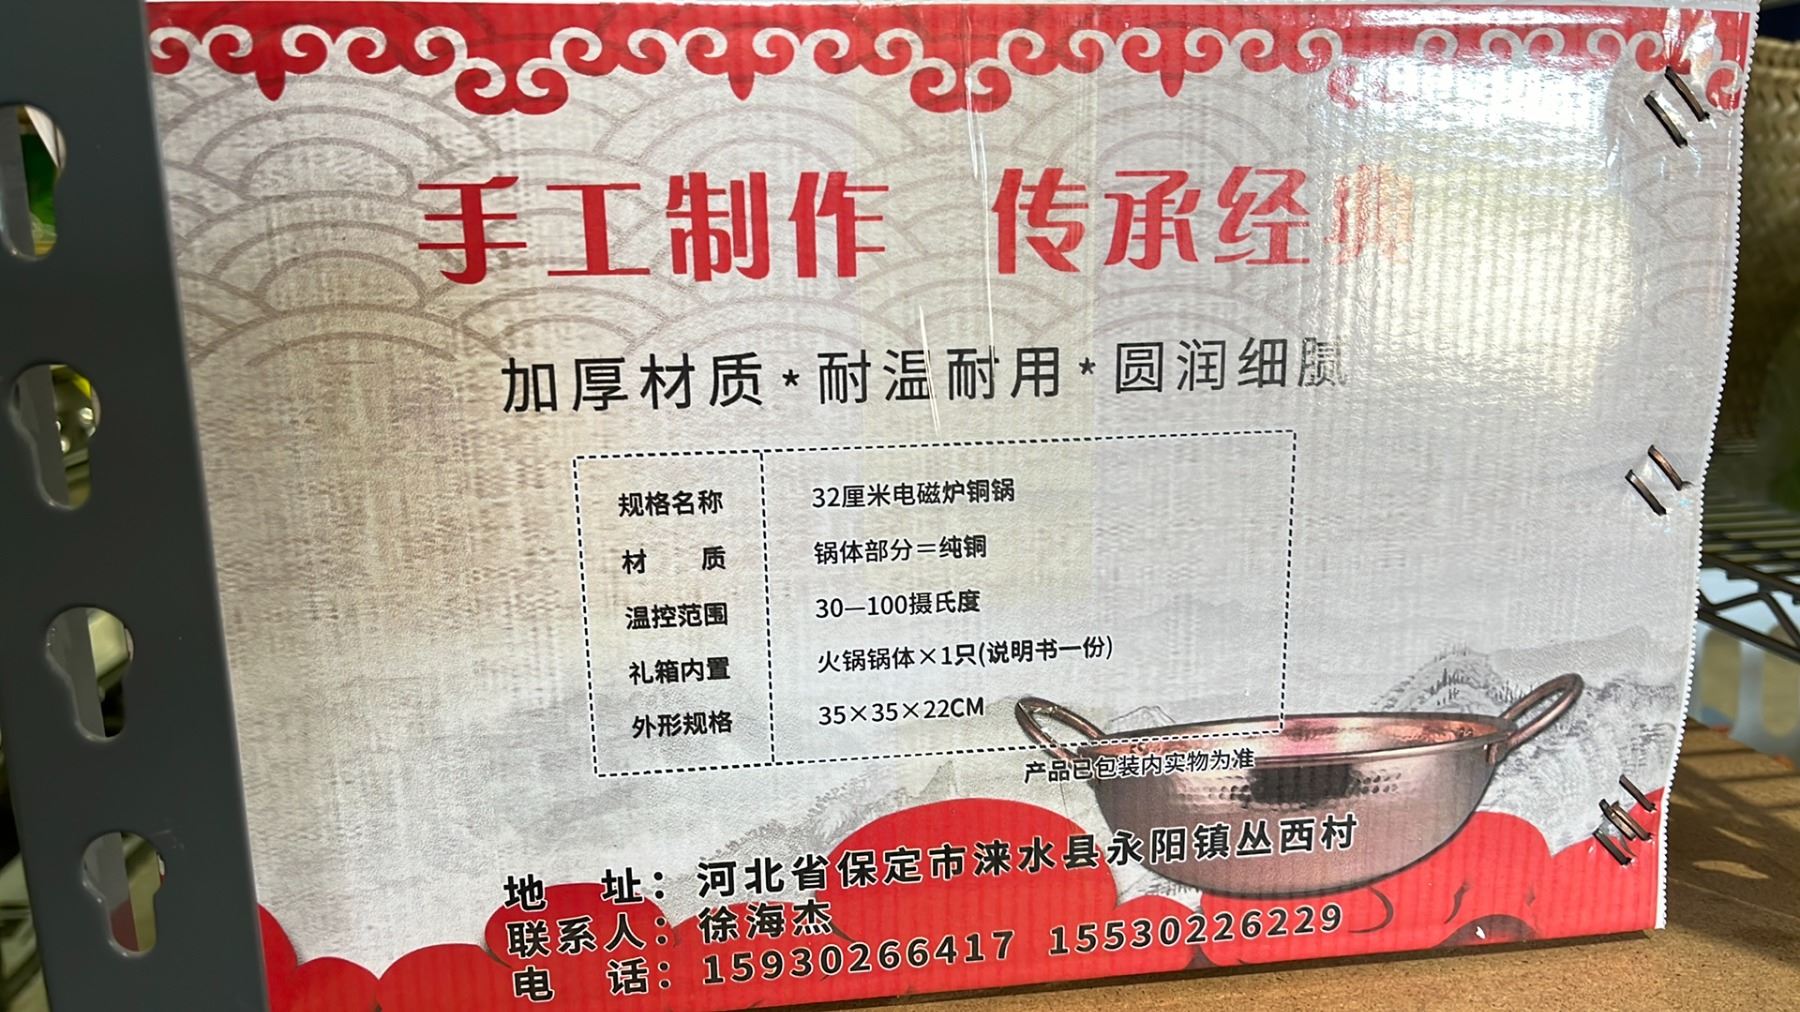 手工制作 传承经典
加厚材质*耐温耐用*圆润细腻
规格名称 32厘米电磁炉铜锅
材 质 锅体部分=纯铜
温控范围 30—100摄氏度
礼箱内置 火锅锅体×1只(说明书一份)
外形规格 35×35×22CM
产品已包装内实物为准
地 址：河北省保定市涞水县永阳镇丛西村
联系人：徐海杰
电 话：15930266417 15530226229